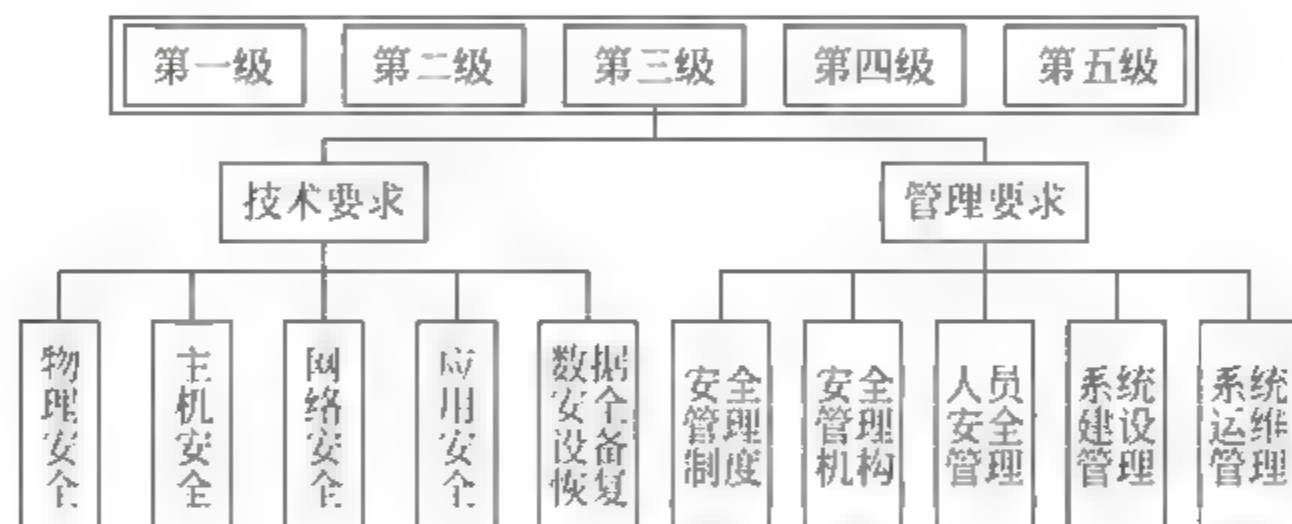 第一级
第二级
第三级
第四级
第五级
技术要求
管理要求
物理安全
主机安全
网络安全
应用安全
数据
安全
设备
恢复
安全
管理
制度
安全
管理
机构
人员
安全
管理
系统
建设
管理
系统
运维
管理